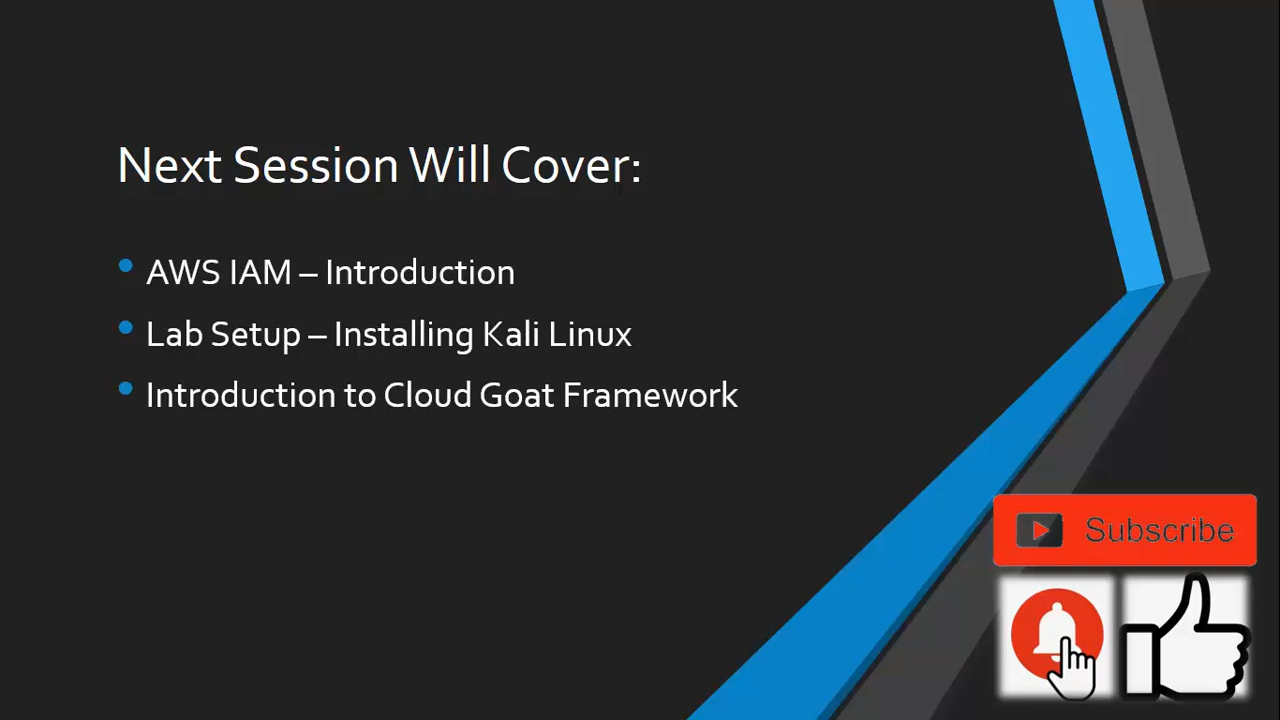 Next Session Will Cover:
• AWS IAM – Introduction
• Lab Setup – Installing Kali Linux
• Introduction to Cloud Goat Framework
Subscribe